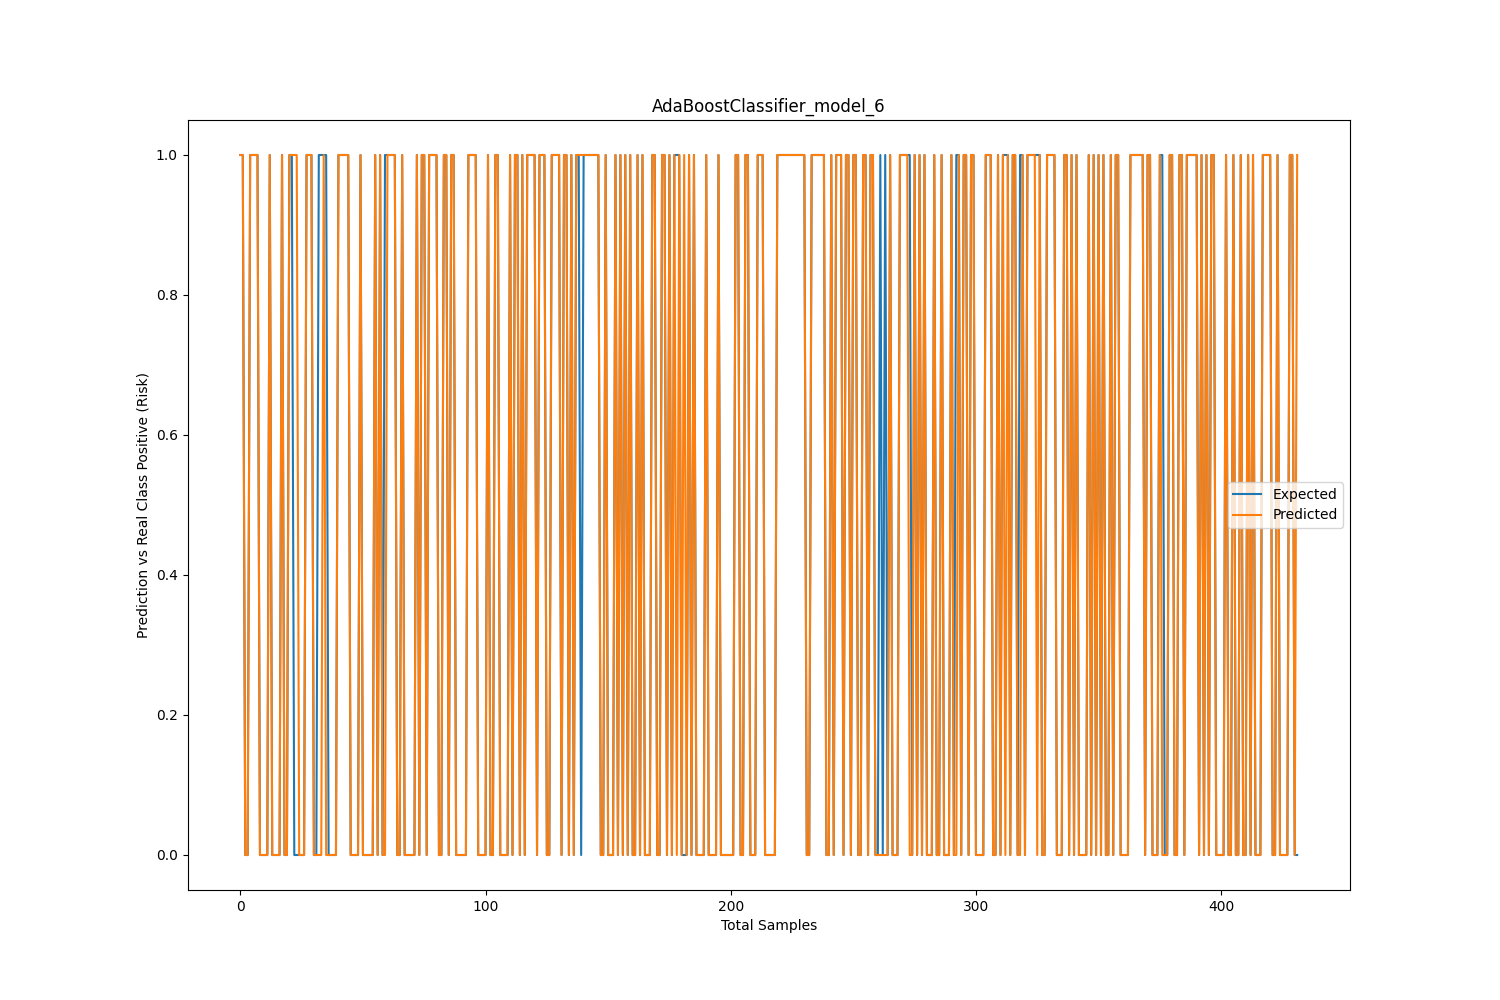 AdaBoostClassifier_model_6
1.0
0.8
0.6
0.4
0.2
0.0
Prediction vs Real Class Positive (Risk)
Expected
Predicted
0
100
200
300
400
Total Samples